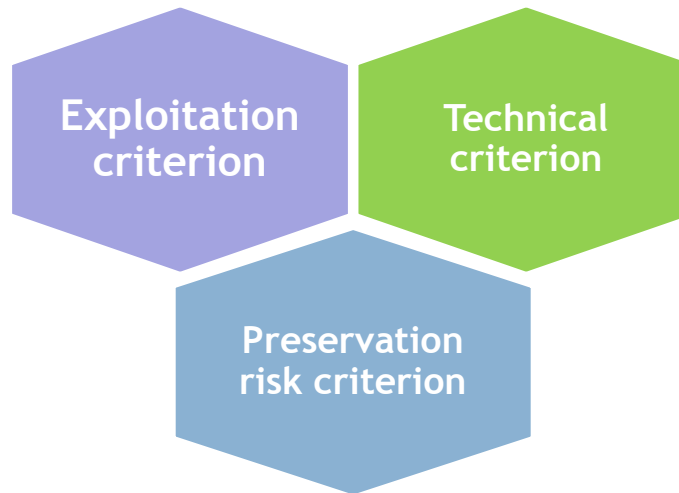 Exploitation
criterion
Technical
criterion
Preservation
risk criterion